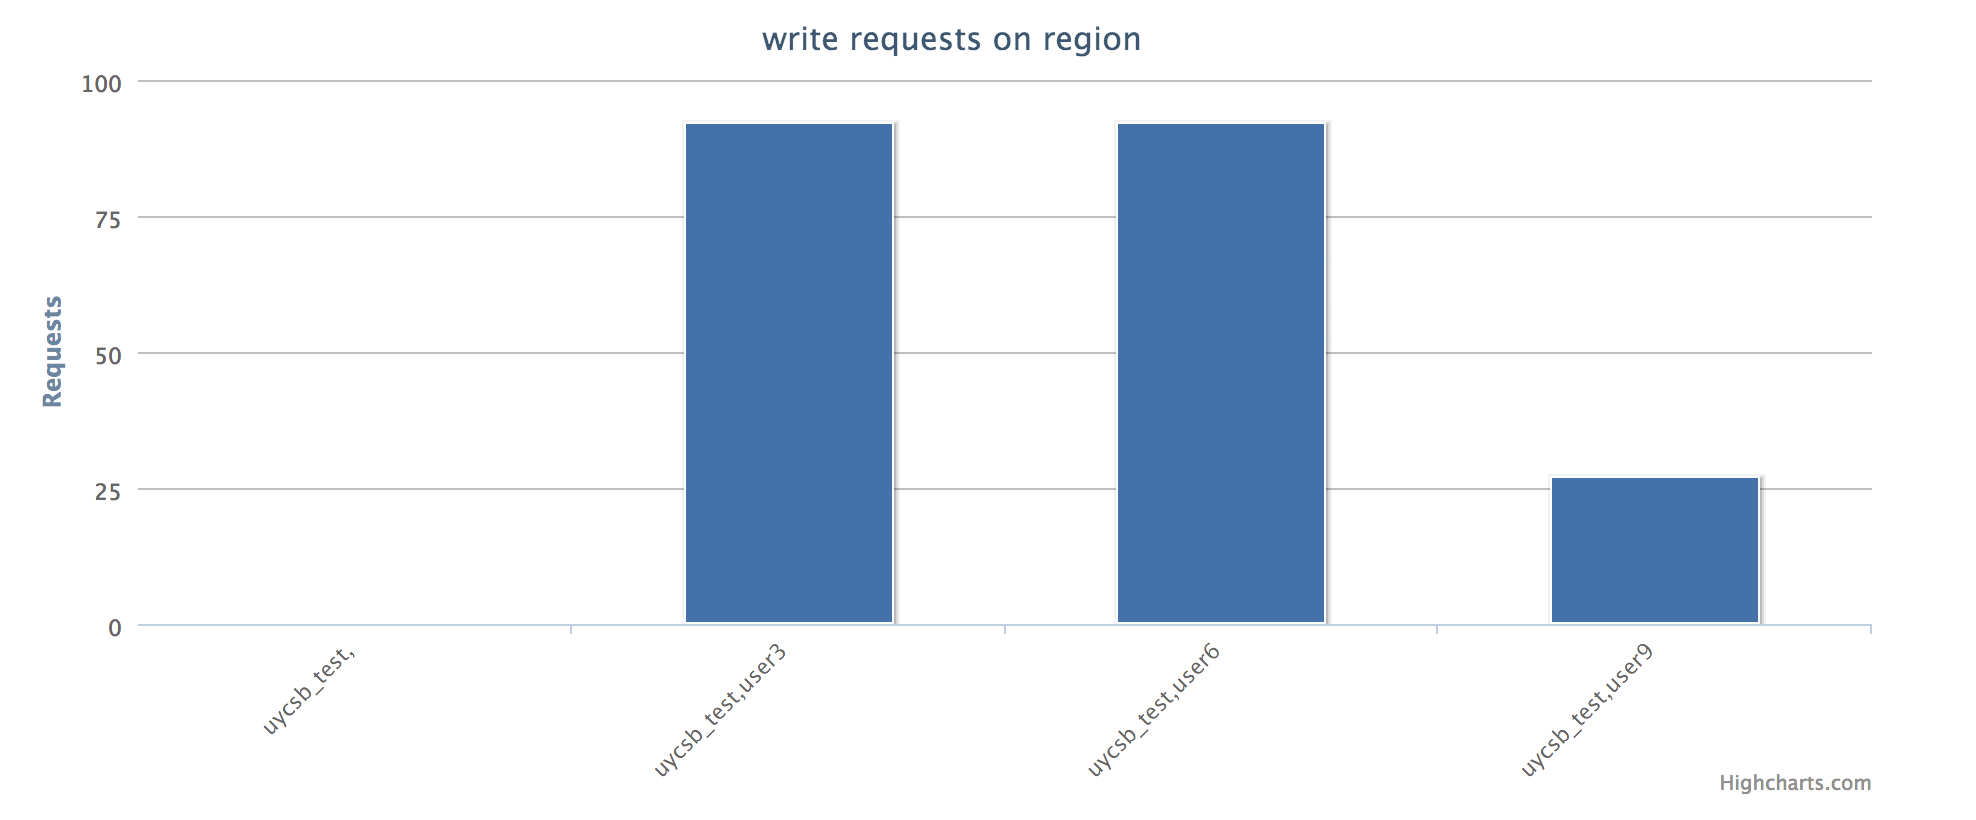 write requests on region
100
75
50
25
0
Requests
uycsb_test,
uycsb_test,user3
uycsb_test,user6
uycsb_test,user9
Highcharts.com